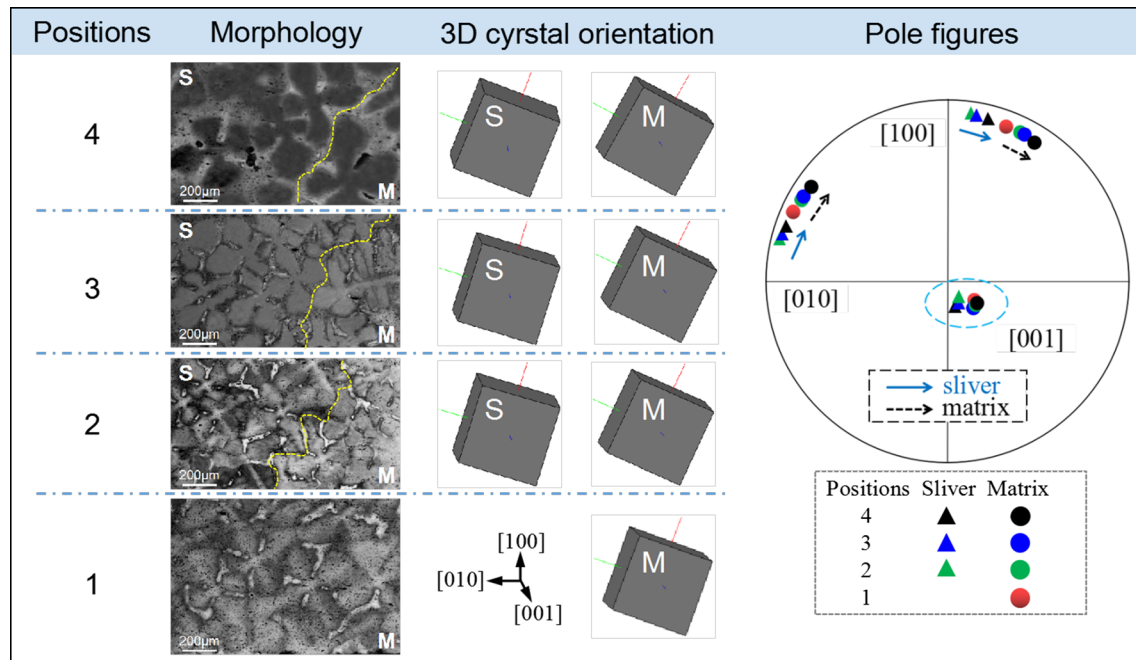 Positions Morphology 3D cyrstal orientation Pole figures
4
S
M
200μm
S
M
3
S
M
200μm
S
M
2
S
M
200μm
S
M
1
M
200μm
[100]
[010]
[001]
M
[100]
[010]
[001]
sliver
matrix
Positions Sliver Matrix
4
3
2
1